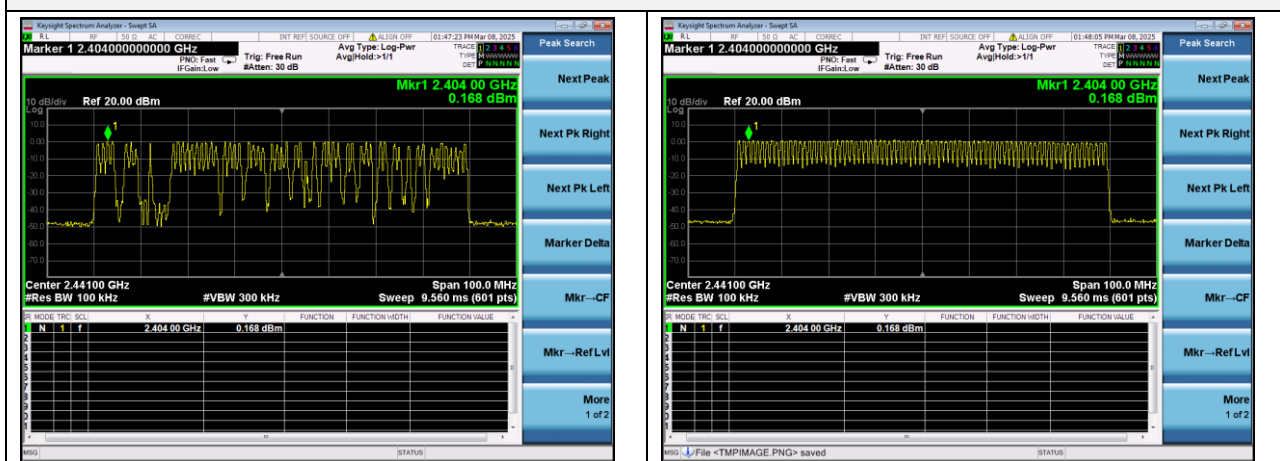 Keysight Spectrum Analyzer - Swept SA
RL RF 50 Ω AC CORREC INT REF SOURCE OFF ALIGN OFF 01:47:23 PM Mar 08, 2025
Marker 1 2.404000000000 GHz
Avg Type: Log-Pwr
TRACE 1 2 3 4 5 6
PNO: Fast
Trig: Free Run
Avg|Hold:>1/1
TYPE M W W W W W
IFGain:Low
#Atten: 30 dB
DET P N N N N N
Mkr1 2.404 00 GHz
0.168 dBm
10 dB/div Ref 20.00 dBm
Log
10.0
0.00
-10.0
-20.0
-30.0
-40.0
-50.0
-60.0
-70.0
1
Center 2.44100 GHz
Span 100.0 MHz
#Res BW 100 kHz
#VBW 300 kHz
Sweep 9.560 ms (601 pts)
MODE TRC SCL X Y FUNCTION FUNCTION WIDTH FUNCTION VALUE
1 N 1 f 2.404 00 GHz 0.168 dBm
MSG
STATUS
Peak Search
Next Peak
Next Pk Right
Next Pk Left
Marker Delta
Mkr→CF
Mkr→Ref Lvl
More
1 of 2
Keysight Spectrum Analyzer - Swept SA
RL RF 50 Ω AC CORREC INT REF SOURCE OFF ALIGN OFF 01:48:05 PM Mar 08, 2025
Marker 1 2.404000000000 GHz
Avg Type: Log-Pwr
TRACE 1 2 3 4 5 6
PNO: Fast
Trig: Free Run
Avg|Hold:>1/1
TYPE M W W W W W
IFGain:Low
#Atten: 30 dB
DET P N N N N N
Mkr1 2.404 00 GHz
0.168 dBm
10 dB/div Ref 20.00 dBm
Log
10.0
0.00
-10.0
-20.0
-30.0
-40.0
-50.0
-60.0
-70.0
1
Center 2.44100 GHz
Span 100.0 MHz
#Res BW 100 kHz
#VBW 300 kHz
Sweep 9.560 ms (601 pts)
MODE TRC SCL X Y FUNCTION FUNCTION WIDTH FUNCTION VALUE
1 N 1 f 2.404 00 GHz 0.168 dBm
MSG File <TMPIMAGE.PNG> saved
STATUS
Peak Search
Next Peak
Next Pk Right
Next Pk Left
Marker Delta
Mkr→CF
Mkr→Ref Lvl
More
1 of 2